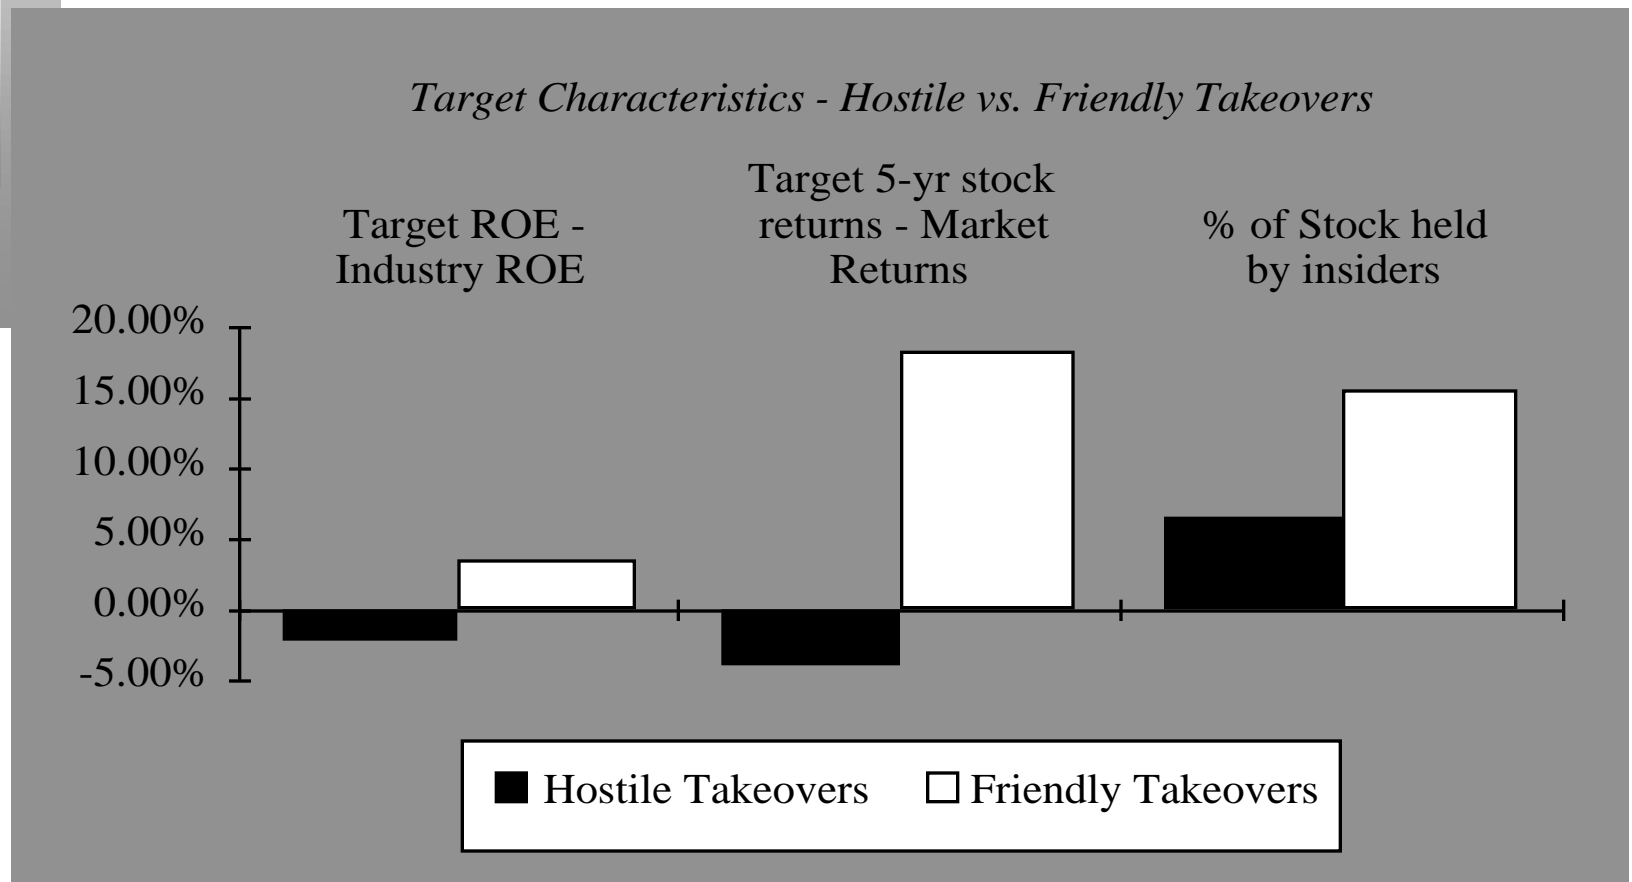 Target Characteristics - Hostile vs. Friendly Takeovers
Target ROE -
Industry ROE
Target 5-yr stock
returns - Market
Returns
% of Stock held
by insiders
20.00%
15.00%
10.00%
5.00%
0.00%
-5.00%
Hostile Takeovers
Friendly Takeovers